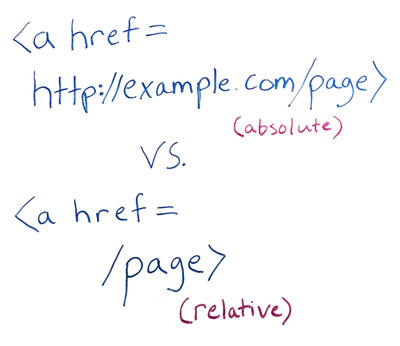 <a href=
http://example.com/page>
(absolute)
vs.
<a href=
/page>
(relative)